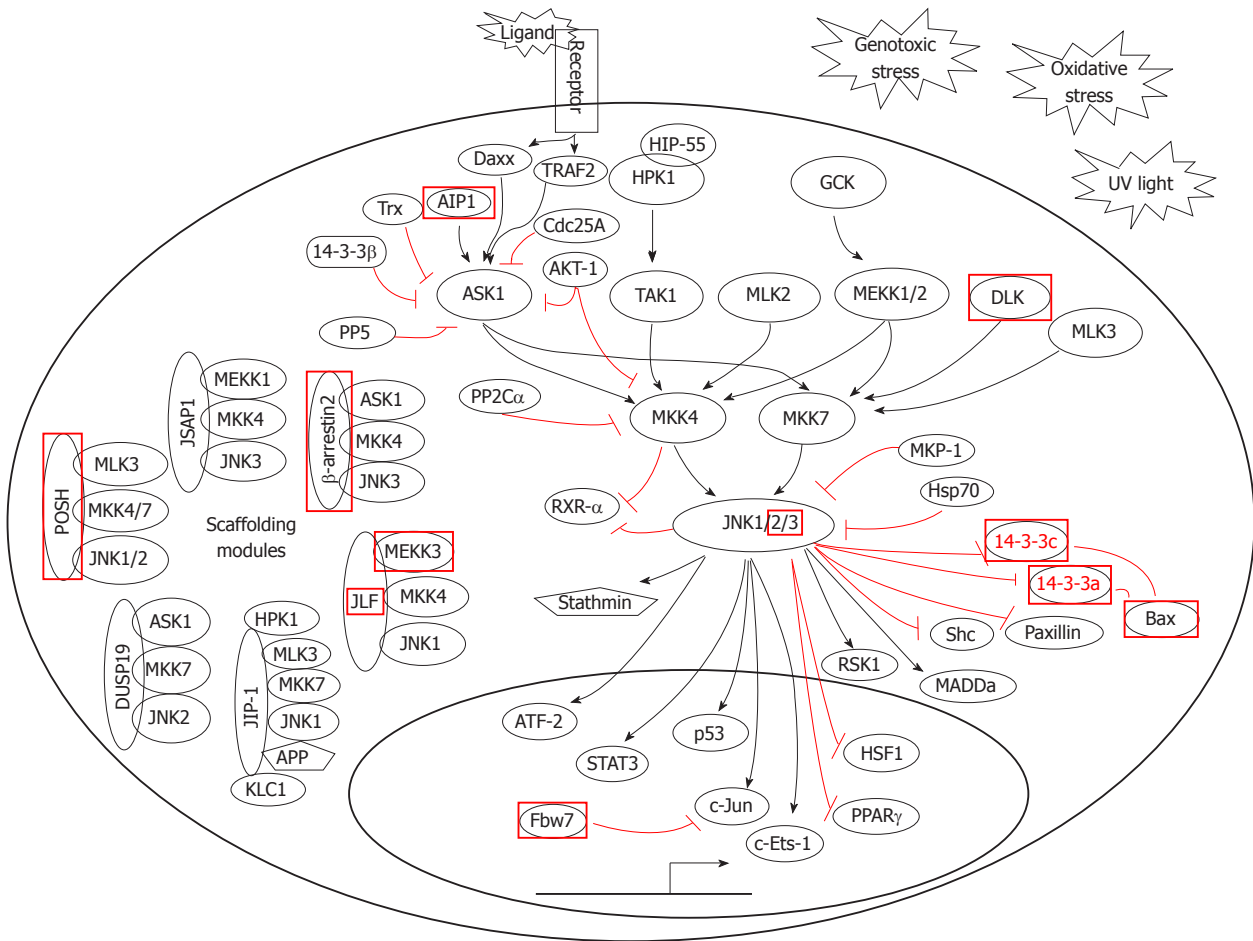 Ligand
Receptor
Genotoxic
stress
Oxidative
stress
UV light
HIP-55
Daxx
TRAF2
HPK1
GCK
AIP1
Trx
Cdc25A
14-3-3β
AKT-1
ASK1
TAK1
MLK2
MEKK1/2
DLK
MLK3
PP5
PP2Cα
MKK4
MKK7
MKP-1
Hsp70
RXR-α
JNK1/2/3
14-3-3c
14-3-3a
Bax
Stathmin
Shc
Paxillin
RSK1
MADDa
JSAP1
MEKK1
MKK4
JNK3
β-arrestin2
ASK1
MKK4
JNK3
POSH
MLK3
MKK4/7
JNK1/2
Scaffolding
modules
JLF
MEKK3
MKK4
JNK1
DUSP19
ASK1
MKK7
JNK2
JIP-1
HPK1
MLK3
MKK7
JNK1
APP
KLC1
ATF-2
STAT3
p53
HSF1
c-Jun
PPARγ
Fbw7
c-Ets-1